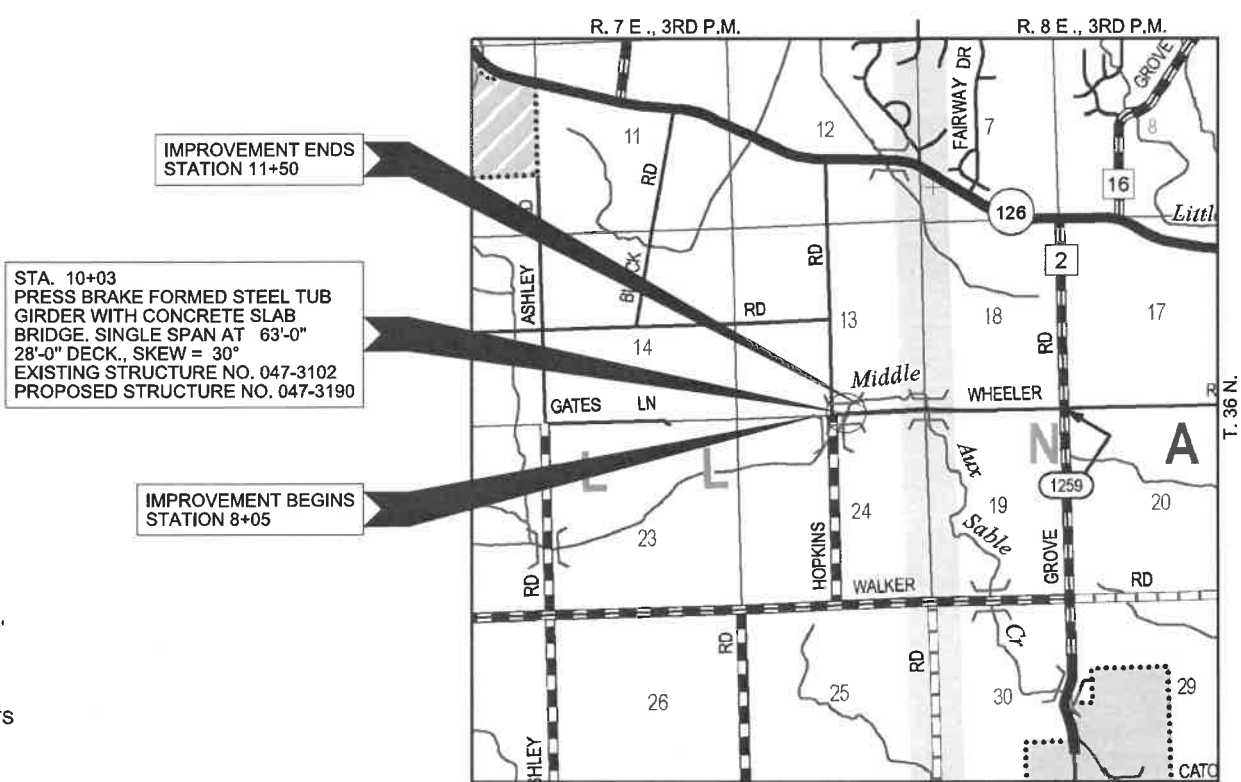 R. 7 E., 3RD P.M.
R. 8 E., 3RD P.M.
IMPROVEMENT ENDS
STATION 11+50
STA. 10+03
PRESS BRAKE FORMED STEEL TUB
GIRDER WITH CONCRETE SLAB
BRIDGE. SINGLE SPAN AT 63'-0"
28'-0" DECK., SKEW = 30°
EXISTING STRUCTURE NO. 047-3102
PROPOSED STRUCTURE NO. 047-3190
IMPROVEMENT BEGINS
STATION 8+05
11
12
FAIRWAY DR
7
GROVE
8
RD
16
126
Little
ASHLEY
RD
2
13
18
17
RD
RD
14
Middle
WHEELER
R
T. 36 N.
GATES LN
L
L
Aux
N
A
1259
23
24
19
20
Sable
HOPKINS
GROVE
RD
WALKER
RD
Cr
RD
RD
26
25
30
29
SHLEY
CATO
TS